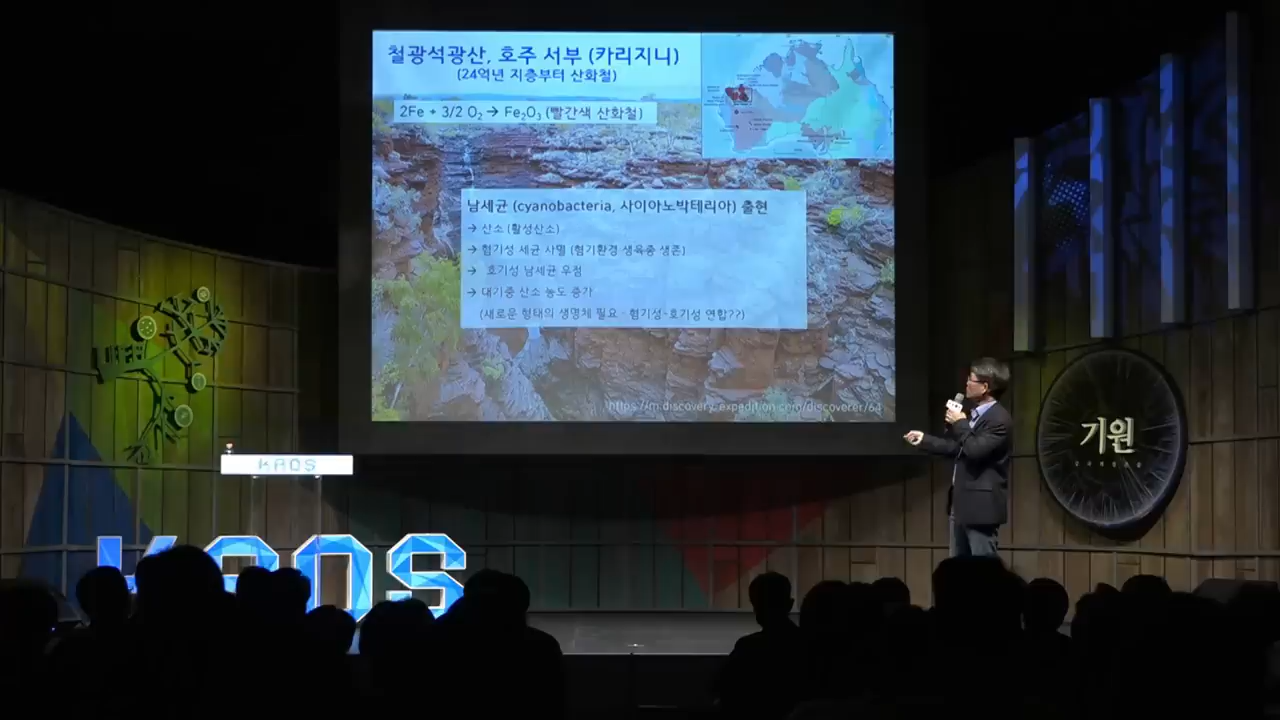 철광석광산, 호주 서부 (카리지니)
(24억년 지층부터 산화철)
2Fe + 3/2 O₂ → Fe₂O₃ (빨간색 산화철)
남세균 (cyanobacteria, 사이아노박테리아) 출현
→ 산소 (활성산소)
→ 혐기성 세균 사멸 (혐기환경 생육종 생존)
→ 호기성 남세균 우점
→ 대기중 산소 농도 증가
(새로운 형태의 생명체 필요 - 혐기성-호기성 연합??)
https://m.discovery-expedition.com/discoverer/64
KAOS
기원
KAOS